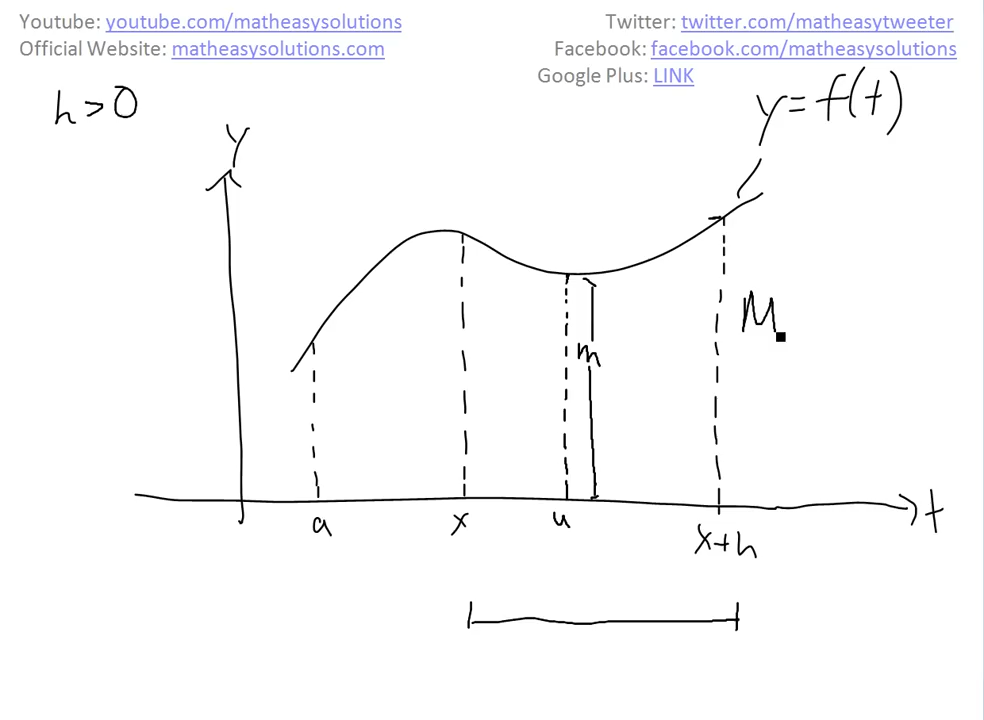 Youtube: youtube.com/matheasysolutions
Official Website: matheasysolutions.com
Twitter: twitter.com/matheasytweeter
Facebook: facebook.com/matheasysolutions
Google Plus: LINK
h>0
y=f(t)
y
M
m
a
x
u
x+h
t